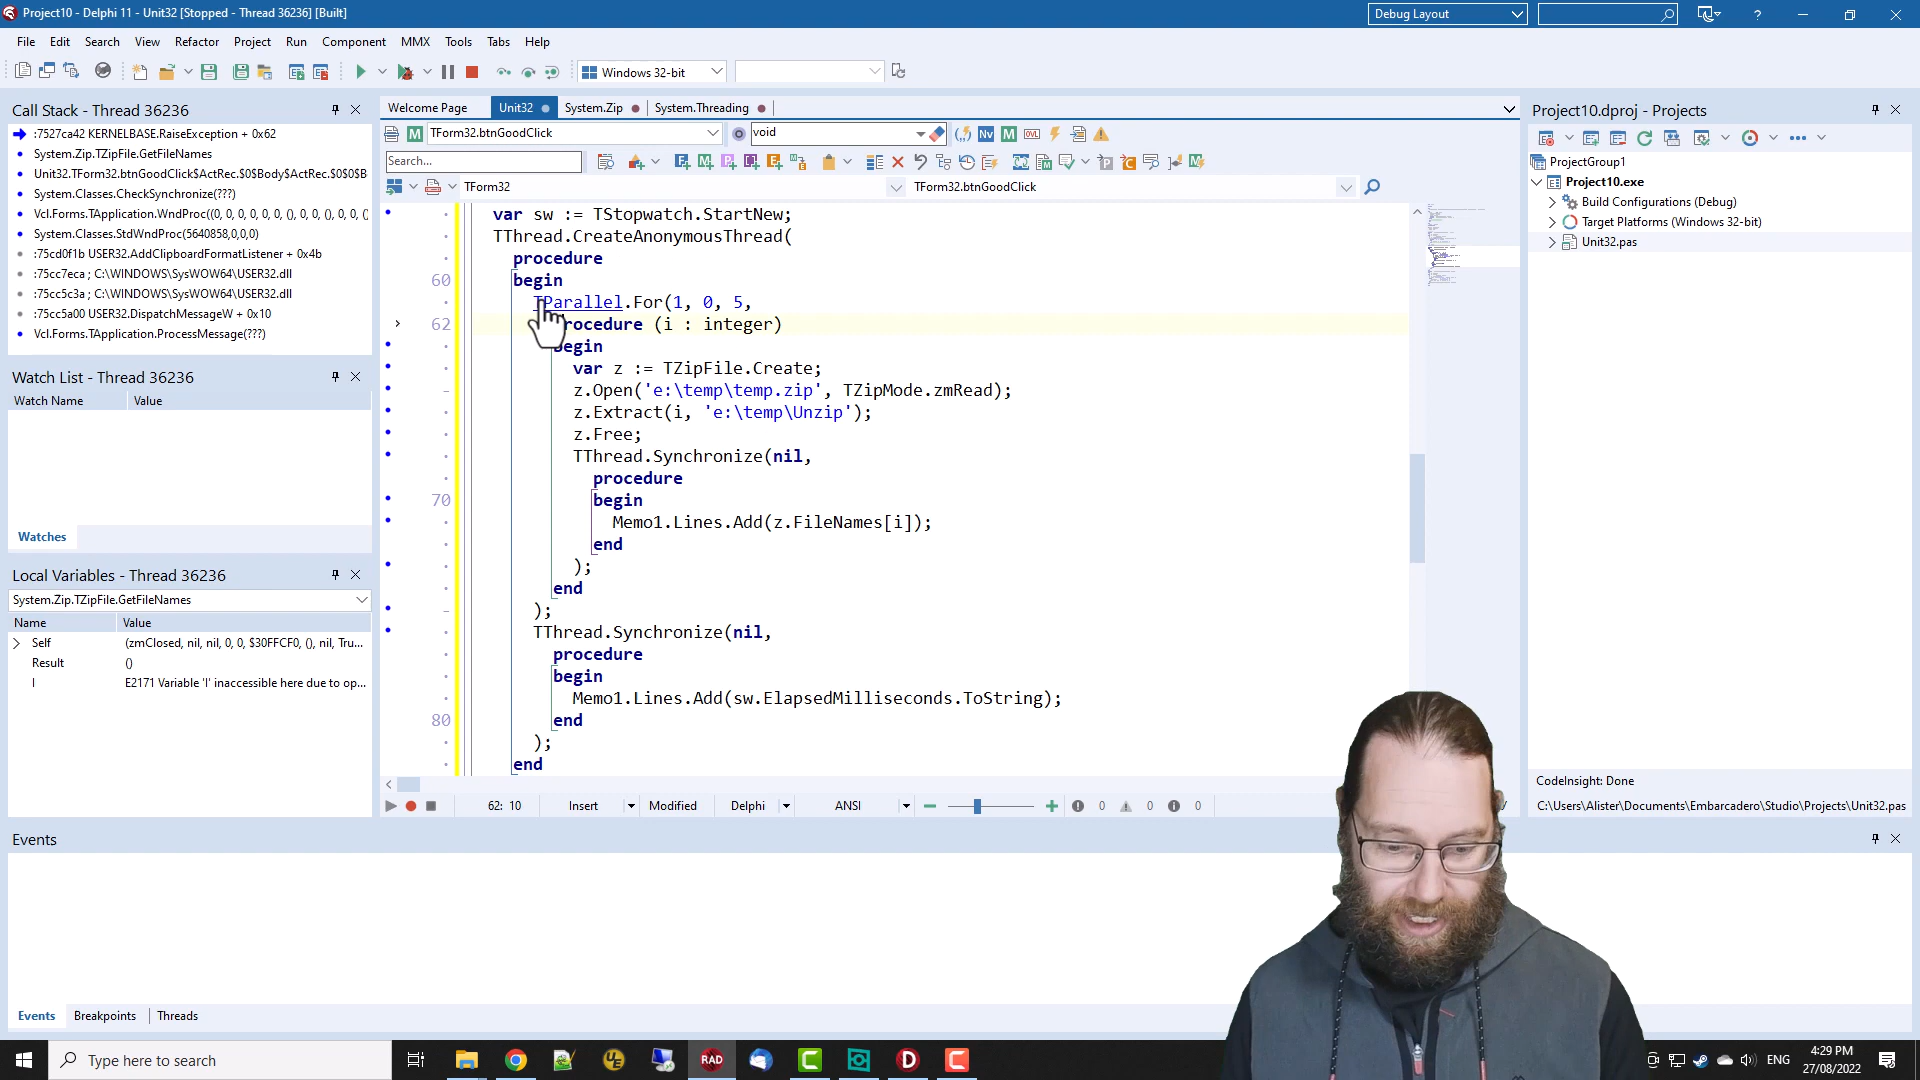 Project10 - Delphi 11 - Unit32 [Stopped - Thread 36236] [Built]
Debug Layout
File Edit Search View Refactor Project Run Component MMX Tools Tabs Help
Windows 32-bit
Call Stack - Thread 36236
:7527ca42 KERNELBASE.RaiseException + 0x62
System.Zip.TZipFile.GetFileNames
Unit32.TForm32.btnGoodClick$ActRec.$0$Body$ActRec.$0$0$B
System.Classes.CheckSynchronize(???)
Vcl.Forms.TApplication.WndProc((0, 0, 0, 0, 0, 0, (), 0, 0, (), 0, 0, (
System.Classes.StdWndProc(5640858,0,0,0)
:75cd0f1b USER32.AddClipboardFormatListener + 0x4b
:75cc7eca ; C:\WINDOWS\SysWOW64\USER32.dll
:75cc5c3a ; C:\WINDOWS\SysWOW64\USER32.dll
:75cc5a00 USER32.DispatchMessageW + 0x10
Vcl.Forms.TApplication.ProcessMessage(???)
Watch List - Thread 36236
Watch Name Value
Watches
Local Variables - Thread 36236
System.Zip.TZipFile.GetFileNames
Name Value
Self (zmClosed, nil, nil, 0, 0, $30FFCF0, (), nil, Tru...
Result ()
I E2171 Variable 'I' inaccessible here due to op...
Welcome Page Unit32 System.Zip System.Threading
TForm32.btnGoodClick void
Search...
TForm32 TForm32.btnGoodClick
var sw := TStopwatch.StartNew;
TThread.CreateAnonymousThread(
procedure
60 begin
TParallel.For(1, 0, 5,
62 rocedure (i : integer)
begin
var z := TZipFile.Create;
z.Open('e:\temp\temp.zip', TZipMode.zmRead);
z.Extract(i, 'e:\temp\Unzip');
z.Free;
TThread.Synchronize(nil,
procedure
70 begin
Memo1.Lines.Add(z.FileNames[i]);
end
);
end
);
TThread.Synchronize(nil,
procedure
begin
Memo1.Lines.Add(sw.ElapsedMilliseconds.ToString);
80 end
);
end
62: 10 Insert Modified Delphi ANSI 0 0 0
Project10.dproj - Projects
ProjectGroup1
Project10.exe
Build Configurations (Debug)
Target Platforms (Windows 32-bit)
Unit32.pas
CodeInsight: Done
C:\Users\Alister\Documents\Embarcadero\Studio\Projects\Unit32.pas
Events
Events Breakpoints Threads
Type here to search
RAD
ENG
4:29 PM
27/08/2022